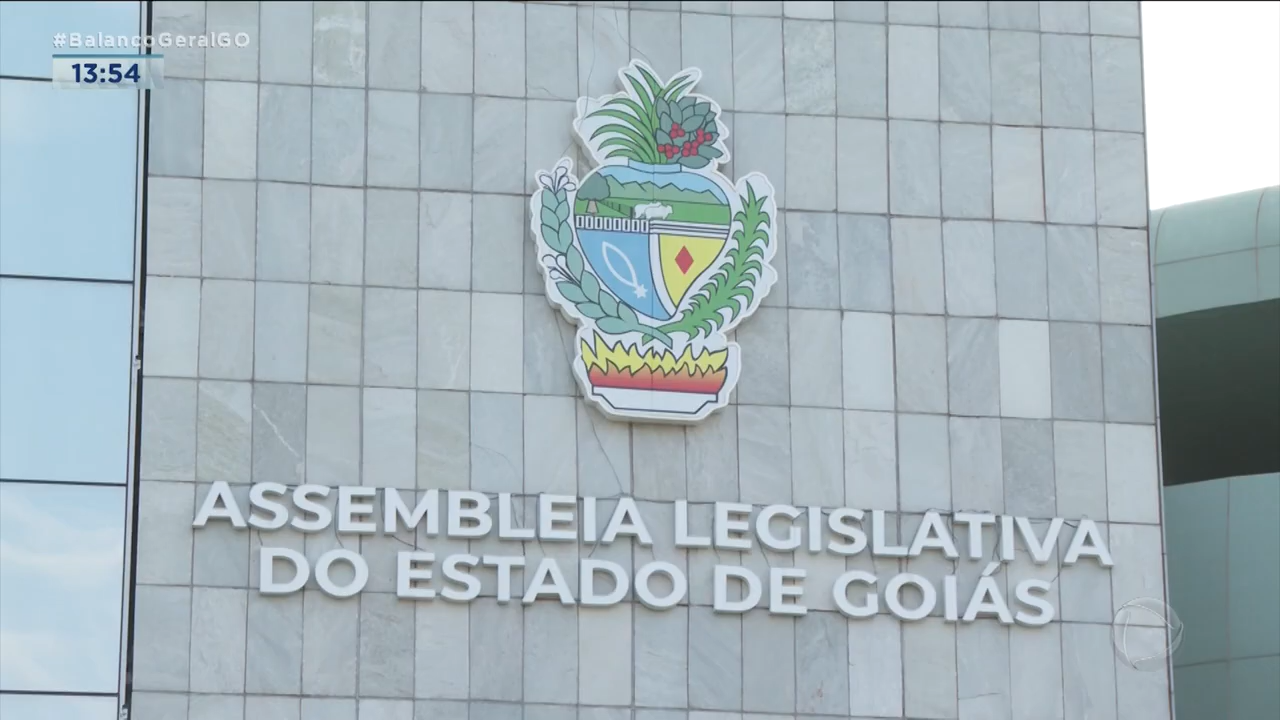 #BalancoGeralGO
13:54
ASSEMBLEIA LEGISLATIVA
DO ESTADO DE GOIÁS